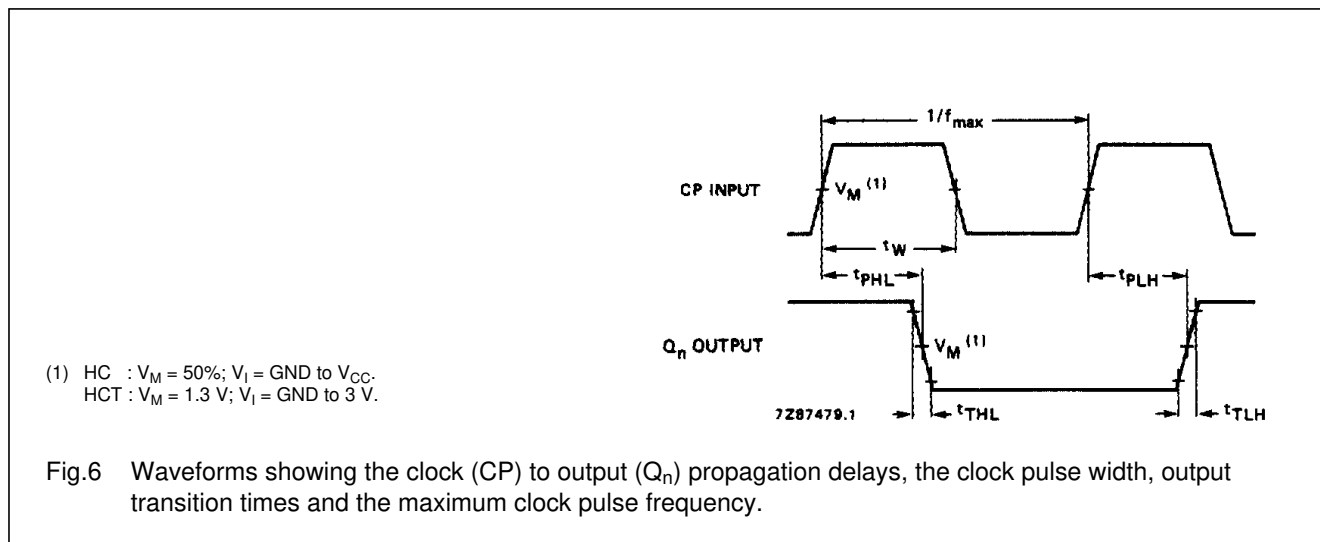 1/fmax
CP INPUT
VM (1)
tW
tPHL
tPLH
Qn OUTPUT
VM (1)
(1) HC : VM = 50%; VI = GND to VCC.
HCT : VM = 1.3 V; VI = GND to 3 V.
7Z87479.1
tTHL
tTLH
Fig.6 Waveforms showing the clock (CP) to output (Qn) propagation delays, the clock pulse width, output
transition times and the maximum clock pulse frequency.